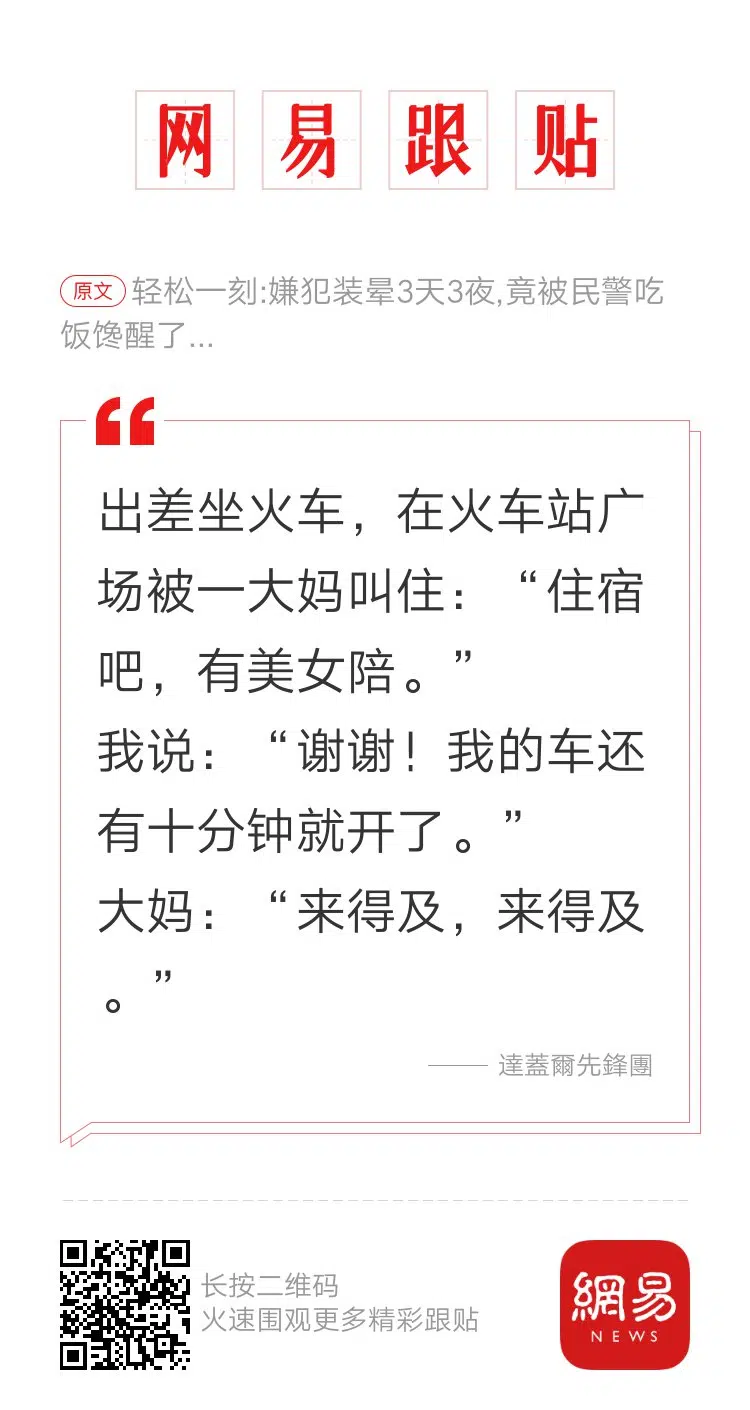 网易跟贴
原文 轻松一刻:嫌犯装晕3天3夜,竟被民警吃
饭馋醒了...
出差坐火车，在火车站广
场被一大妈叫住：“住宿
吧，有美女陪。”
我说：“谢谢！我的车还
有十分钟就开了。”
大妈：“来得及，来得及
。”
—— 達蓋爾先鋒團
长按二维码
火速围观更多精彩跟贴
網易
NEWS